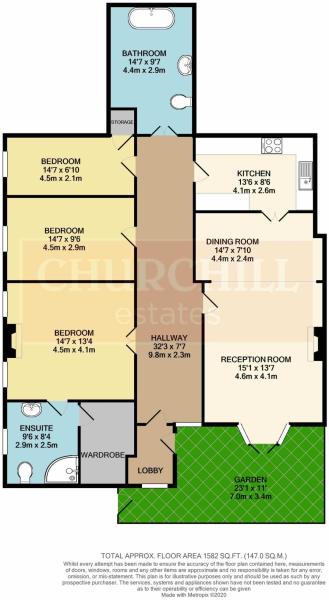 BATHROOM
14'7" x 9'7"
4.4m x 2.9m
STORAGE
BEDROOM
14'7" x 6'10
4.5m x 2.1m
KITCHEN
13'6" x 8'6"
4.1m x 2.6m
BEDROOM
14'7" x 9'6"
4.5m x 2.9m
DINING ROOM
14'7" x 7'10
4.4m x 2.4m
CHURCHILL
estates
BEDROOM
14'7" x 13'4"
4.5m x 4.1m
HALLWAY
32'3" x 7'7"
9.8m x 2.3m
RECEPTION ROOM
15'1" x 13'7"
4.6m x 4.1m
ENSUITE
9'6" x 8'4"
2.9m x 2.5m
WARDROBE
LOBBY
GARDEN
23'1" x 11'
7.0m x 3.4m
TOTAL APPROX. FLOOR AREA 1582 SQ.FT. (147.0 SQ.M.)
Whilst every attempt has been made to ensure the accuracy of the floor plan contained here, measurements
of doors, windows, rooms and any other items are approximate and no responsibility is taken for any error,
omission, or mis-statement. This plan is for illustrative purposes only and should be used as such by any
prospective purchaser. The services, systems and appliances shown have not been tested and no guarantee
as to their operability or efficiency can be given
Made with Metropix ©2020